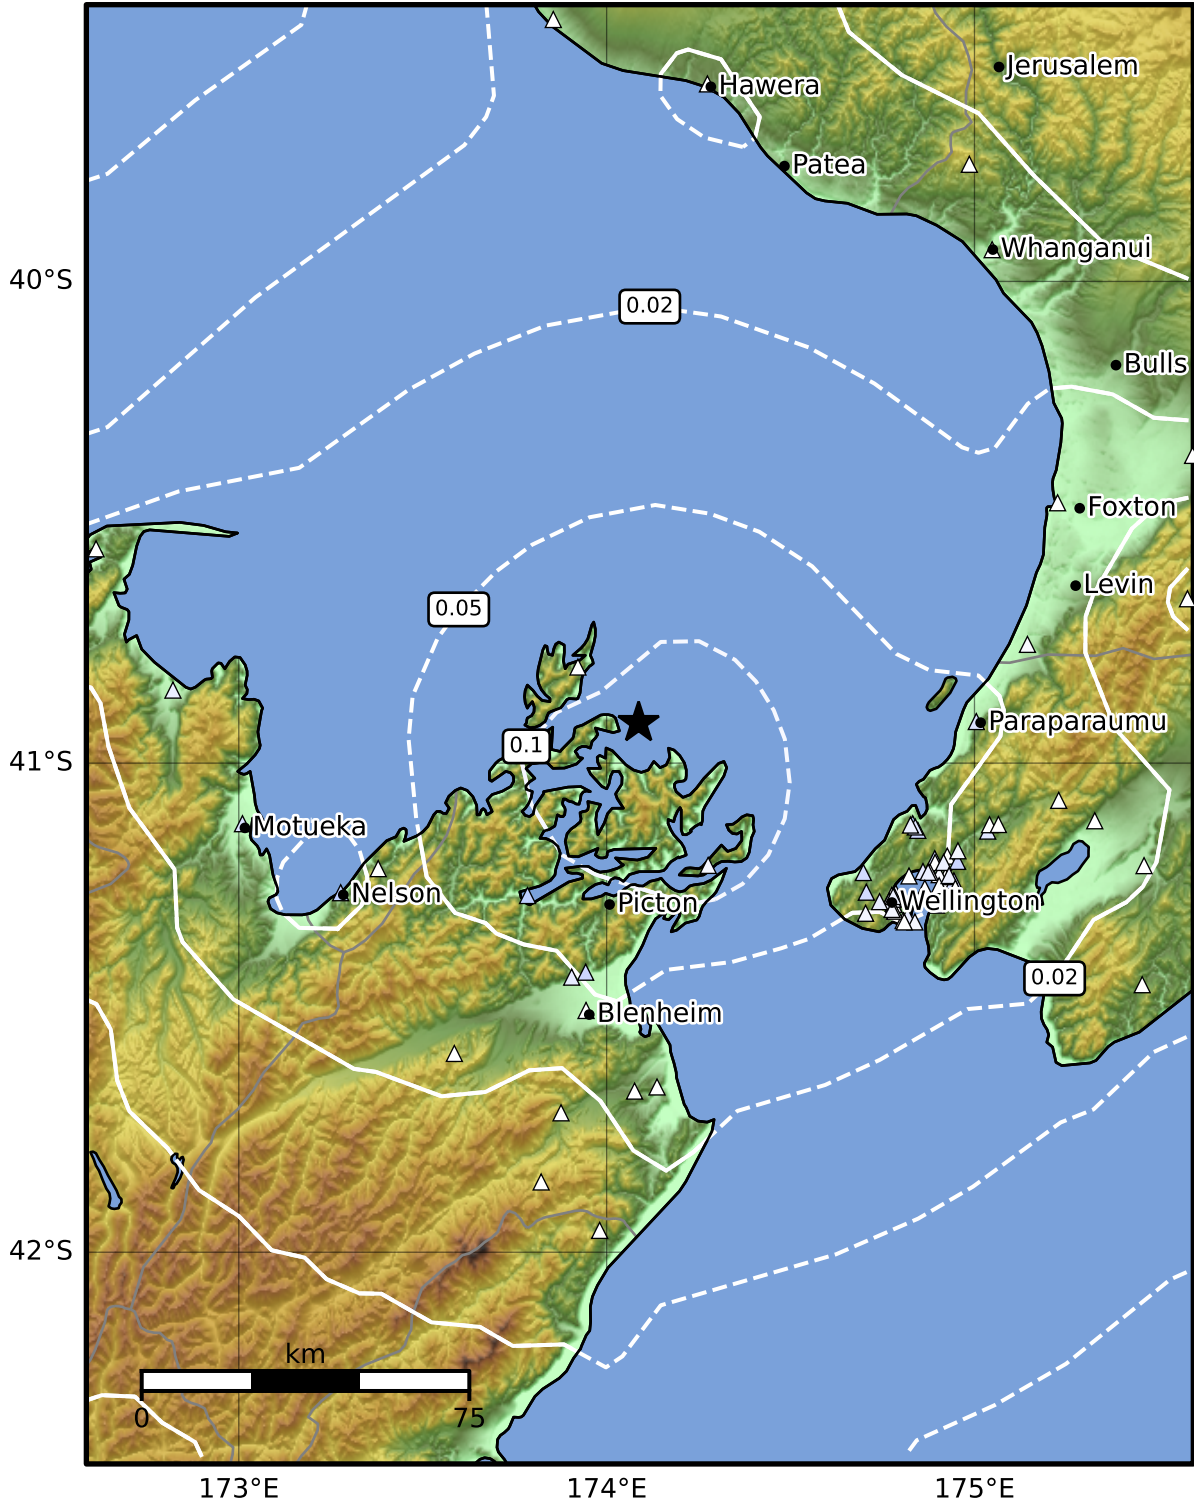 Jerusalem
Hawera
Patea
Whanganui
40°S
0.02
Bulls
Foxton
Levin
0.05
Paraparaumu
0.1
41°S
Motueka
Nelson
Picton
Wellington
0.02
Blenheim
42°S
km
0
75
173°E
174°E
175°E